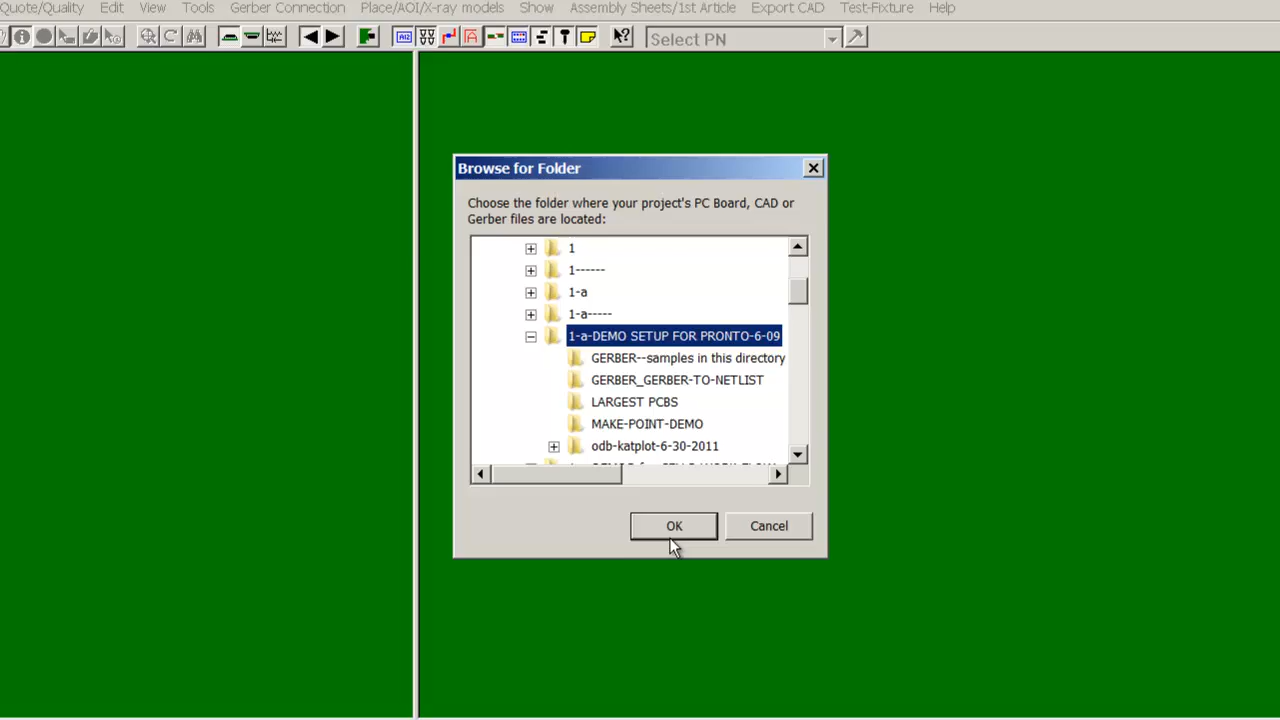 Quote/Quality Edit View Tools Gerber Connection Place/AOI/X-ray models Show Assembly Sheets/1st Article Export CAD Test-Fixture Help
Select PN
Browse for Folder
Choose the folder where your project's PC Board, CAD or
Gerber files are located:
1
1------
1-a
1-a-----
1-a-DEMO SETUP FOR PRONTO-6-09
GERBER--samples in this directory
GERBER_GERBER-TO-NETLIST
LARGEST PCBS
MAKE-POINT-DEMO
odb-katplot-6-30-2011
OK Cancel